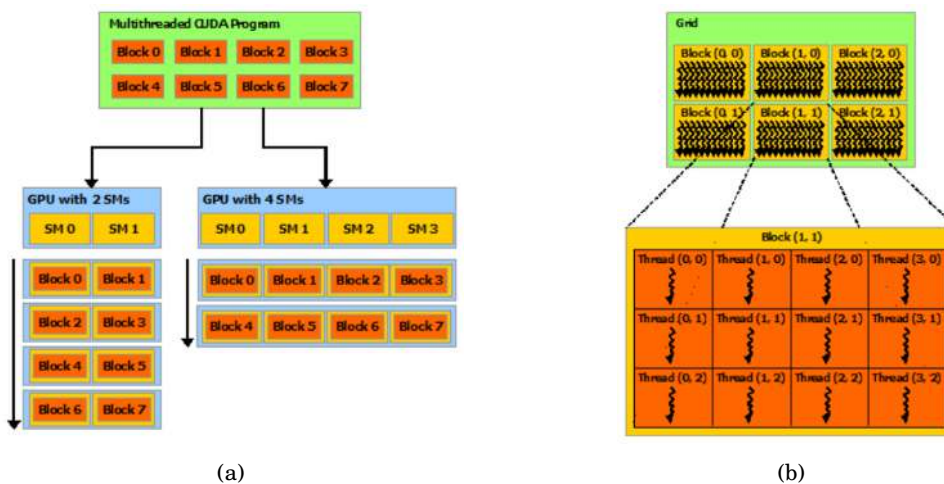 Multithreaded CUDA Program
Block 0 Block 1 Block 2 Block 3
Block 4 Block 5 Block 6 Block 7
GPU with 2 SMs
SM 0 SM 1
Block 0 Block 1
Block 2 Block 3
Block 4 Block 5
Block 6 Block 7
GPU with 4 SMs
SM 0 SM 1 SM 2 SM 3
Block 0 Block 1 Block 2 Block 3
Block 4 Block 5 Block 6 Block 7
(a)
Grid
Block (0, 0) Block (1, 0) Block (2, 0)
Block (0, 1) Block (1, 1) Block (2, 1)
Block (1, 1)
Thread (0, 0) Thread (1, 0) Thread (2, 0) Thread (3, 0)
Thread (0, 1) Thread (1, 1) Thread (2, 1) Thread (3, 1)
Thread (0, 2) Thread (1, 2) Thread (2, 2) Thread (3, 2)
(b)